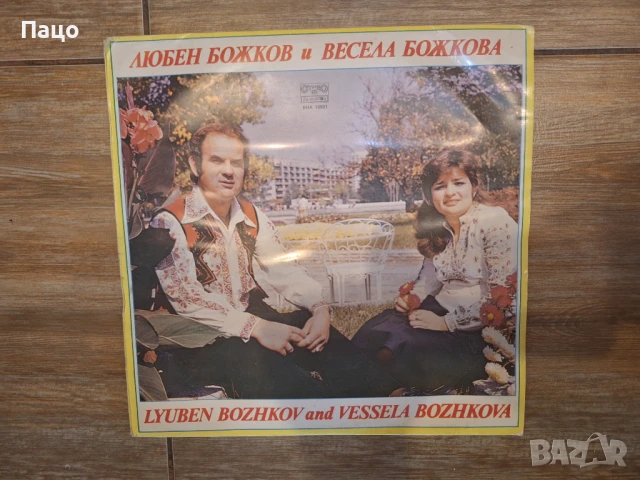 Пацо
ЛЮБЕН БОЖКОВ и ВЕСЕЛА БОЖКОВА
LYUBEN BOZHKOV and VESSELA BOZHKOVA
BAZAR